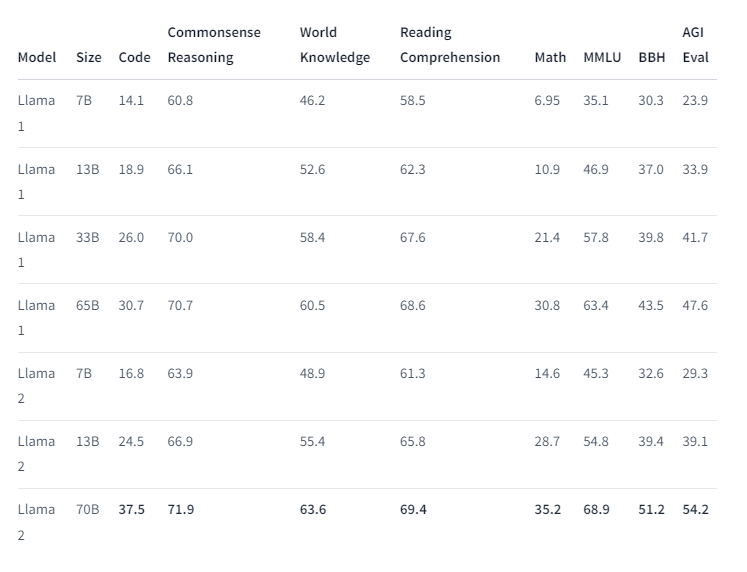 Commonsense World Reading AGI
Model Size Code Reasoning Knowledge Comprehension Math MMLU BBH Eval
Llama 7B 14.1 60.8 46.2 58.5 6.95 35.1 30.3 23.9
1
Llama 13B 18.9 66.1 52.6 62.3 10.9 46.9 37.0 33.9
1
Llama 33B 26.0 70.0 58.4 67.6 21.4 57.8 39.8 41.7
1
Llama 65B 30.7 70.7 60.5 68.6 30.8 63.4 43.5 47.6
1
Llama 7B 16.8 63.9 48.9 61.3 14.6 45.3 32.6 29.3
2
Llama 13B 24.5 66.9 55.4 65.8 28.7 54.8 39.4 39.1
2
Llama 70B 37.5 71.9 63.6 69.4 35.2 68.9 51.2 54.2
2